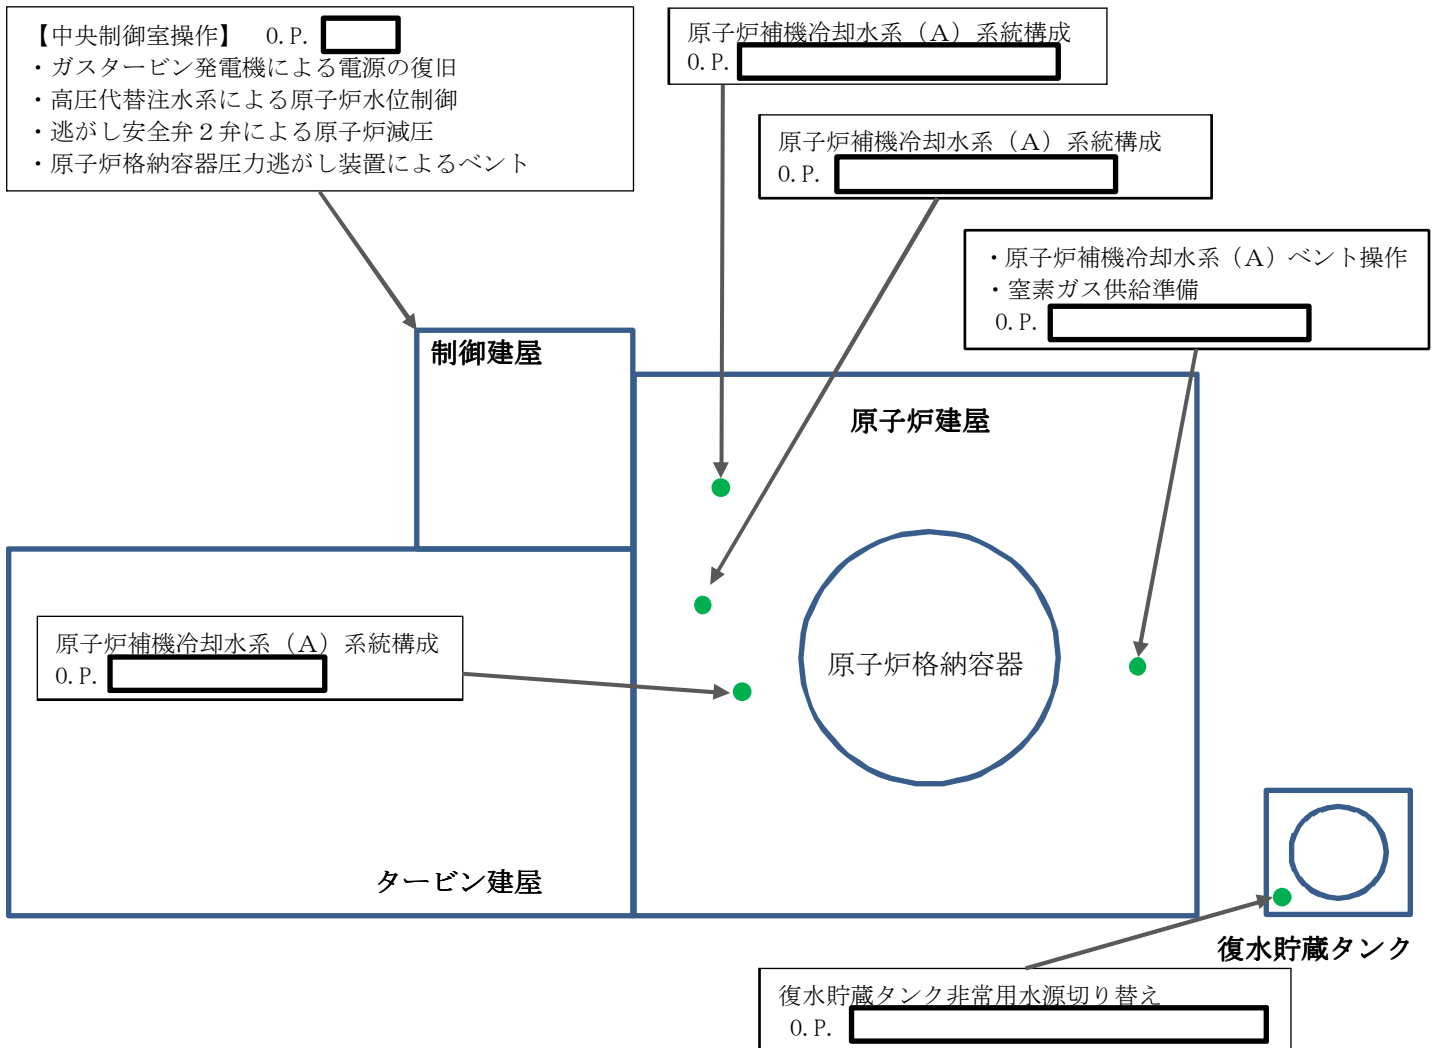 【中央制御室操作】 O.P.
・ガスタービン発電機による電源の復旧
・高圧代替注水系による原子炉水位制御
・逃がし安全弁２弁による原子炉減圧
・原子炉格納容器圧力逃がし装置によるベント
原子炉補機冷却水系（A）系統構成
O.P.
原子炉補機冷却水系（A）系統構成
O.P.
・原子炉補機冷却水系（A）ベント操作
・窒素ガス供給準備
O.P.
制御建屋
原子炉建屋
原子炉補機冷却水系（A）系統構成
O.P.
原子炉格納容器
タービン建屋
復水貯蔵タンク
復水貯蔵タンク非常用水源切り替え
O.P.